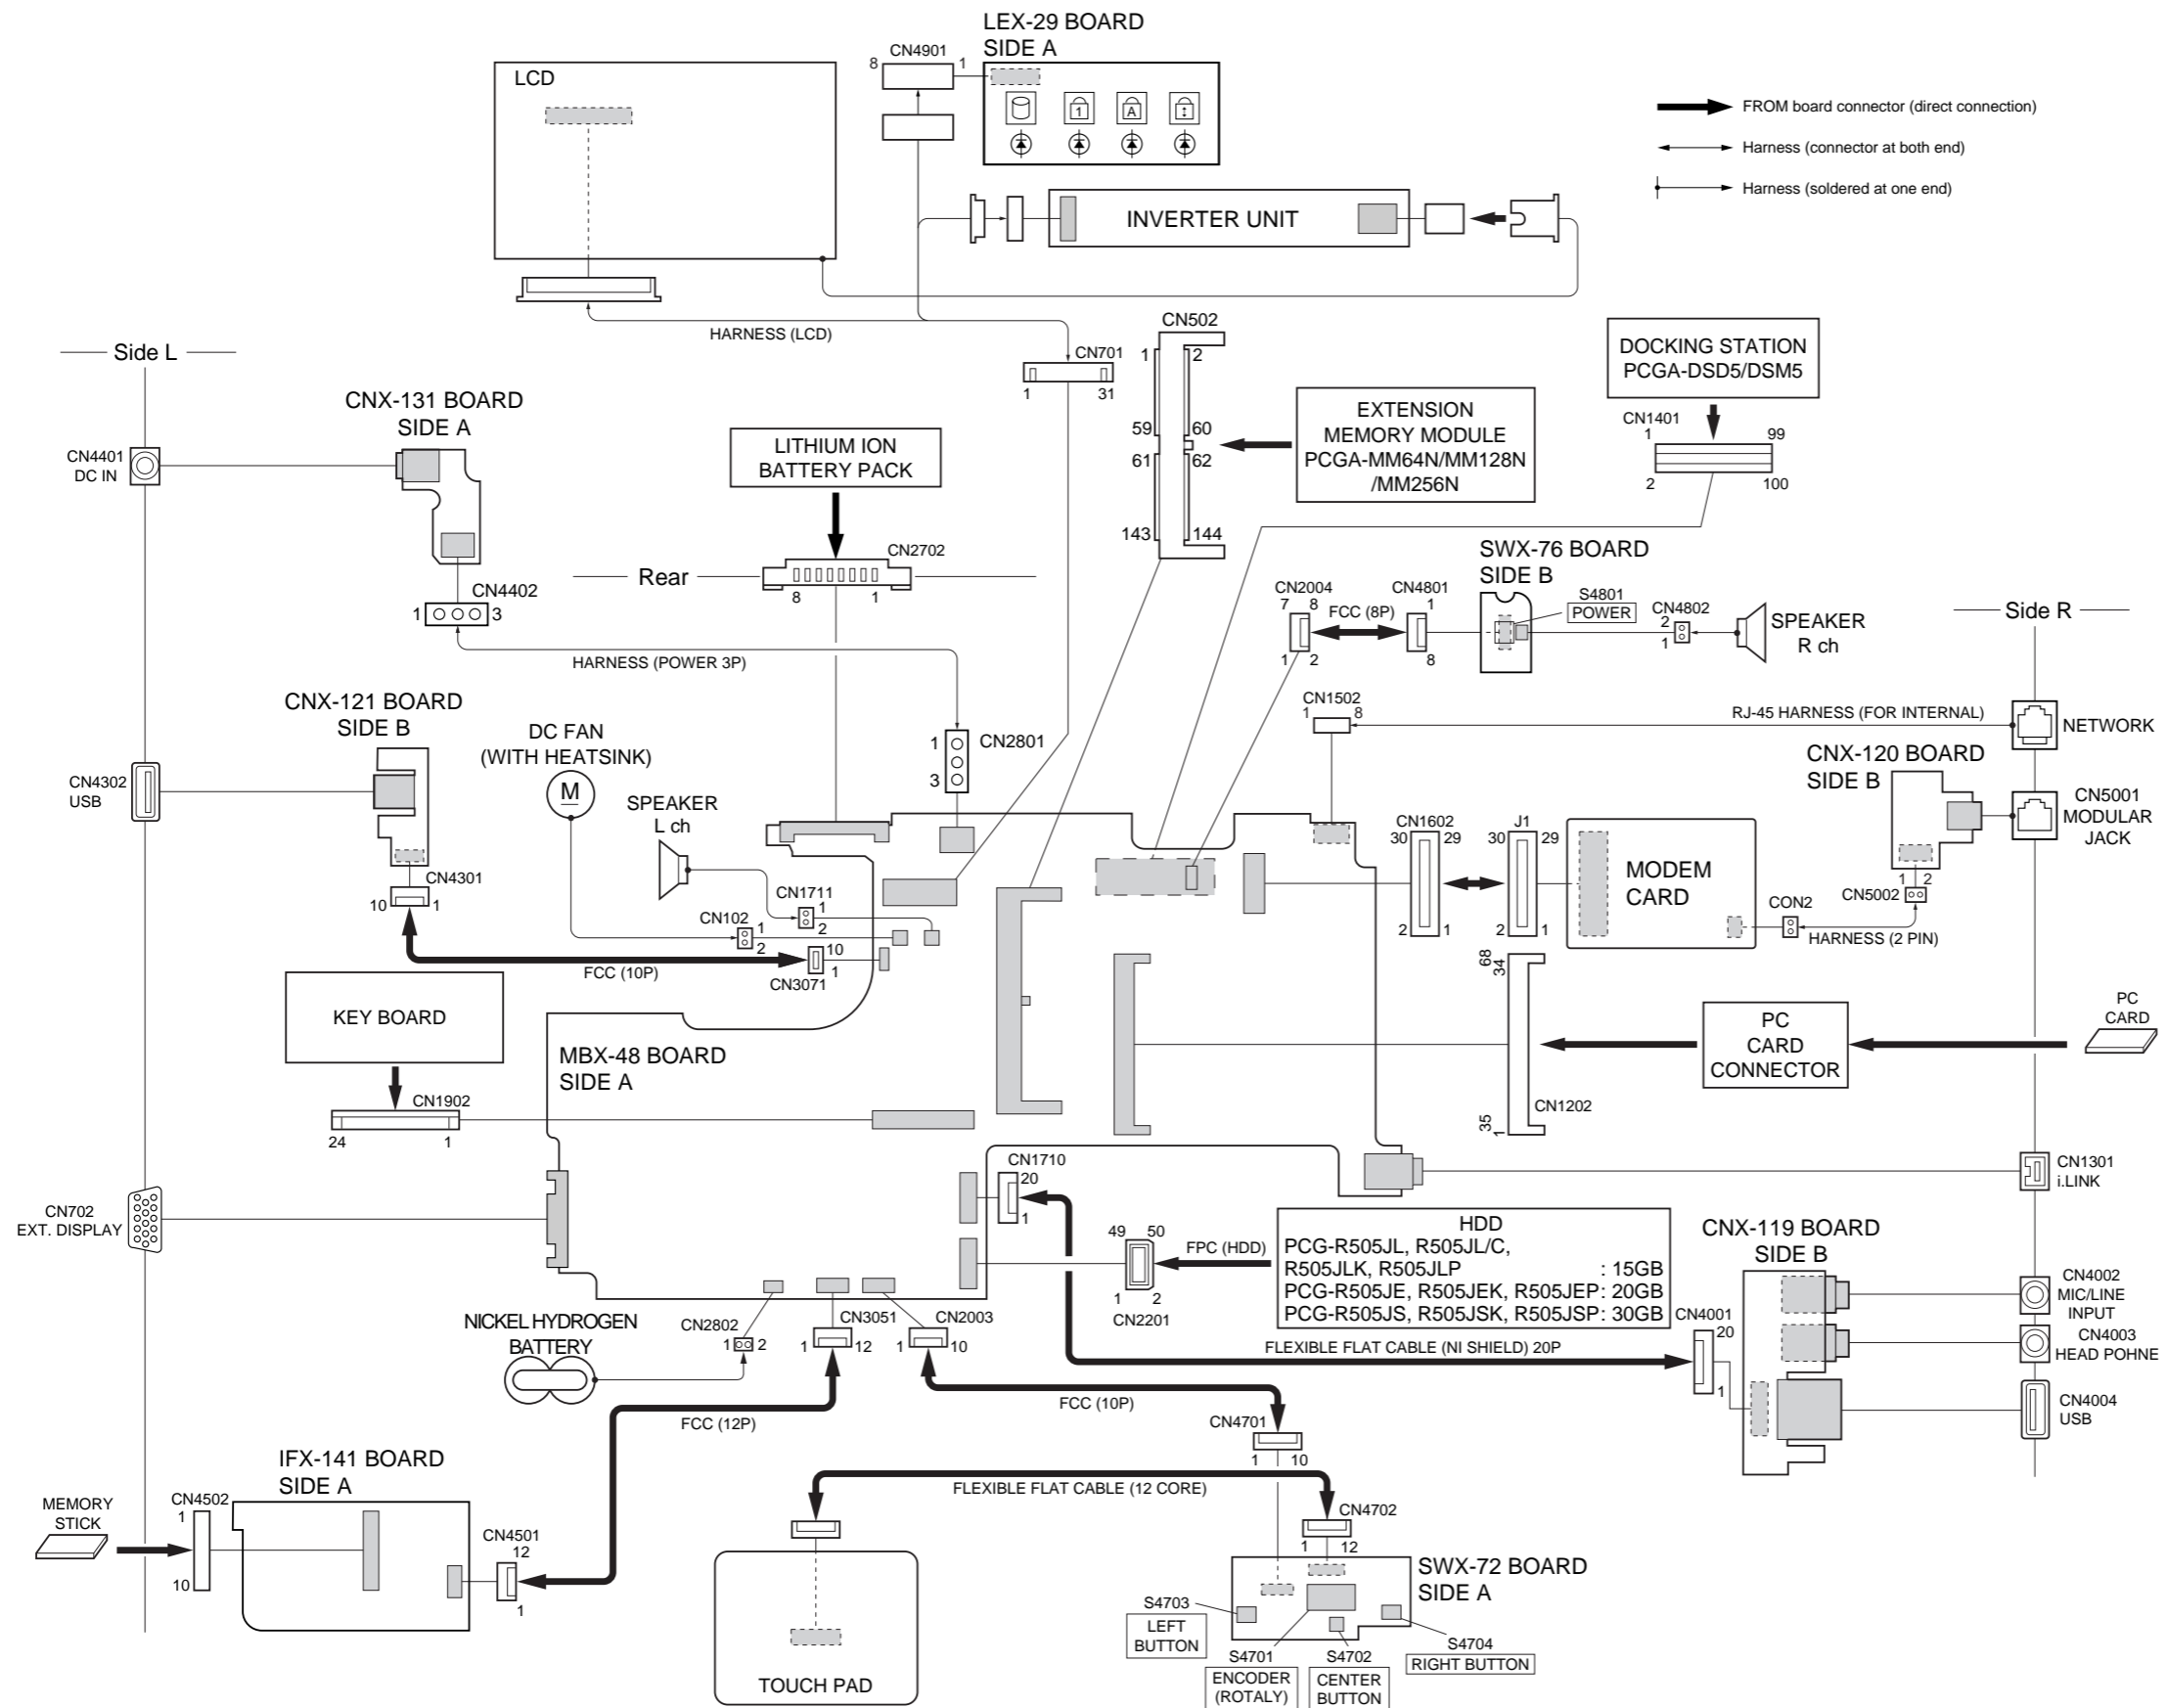 LEX-29 BOARD
SIDE A
CN4901
8
1
LCD
1
A
FROM board connector (direct connection)
Harness (connector at both end)
Harness (soldered at one end)
INVERTER UNIT
HARNESS (LCD)
CN701
1
31
CN502
1
2
59
60
61
62
143
144
EXTENSION
MEMORY MODULE
PCGA-MM64N/MM128N
/MM256N
DOCKING STATION
PCGA-DSD5/DSM5
CN1401
1
99
2
100
Side L
CNX-131 BOARD
SIDE A
CN4401
DC IN
LITHIUM ION
BATTERY PACK
CN2702
Rear
8
1
CN4402
1
3
HARNESS (POWER 3P)
SWX-76 BOARD
SIDE B
CN2004
7
8
1
2
FCC (8P)
CN4801
1
8
S4801
POWER
CN4802
2
1
SPEAKER
R ch
Side R
CNX-121 BOARD
SIDE B
CN4302
USB
DC FAN
(WITH HEATSINK)
M
SPEAKER
L ch
CN2801
1
3
CN1502
1
8
RJ-45 HARNESS (FOR INTERNAL)
NETWORK
CNX-120 BOARD
SIDE B
CN5001
MODULAR
JACK
CN4301
10
1
CN1711
1
2
CN102
1
2
FCC (10P)
10
1
CN3071
CN1602
30
29
2
1
J1
30
29
2
1
MODEM
CARD
CON2
1
2
CN5002
HARNESS (2 PIN)
KEY BOARD
CN1902
24
1
MBX-48 BOARD
SIDE A
68
34
35
1
CN1202
PC
CARD
CONNECTOR
PC
CARD
CN1301
i.LINK
CN702
EXT. DISPLAY
CN1710
20
1
49
50
1
2
CN2201
FPC (HDD)
HDD
PCG-R505JL, R505JL/C,
R505JLK, R505JLP : 15GB
PCG-R505JE, R505JEK, R505JEP: 20GB
PCG-R505JS, R505JSK, R505JSP: 30GB
FLEXIBLE FLAT CABLE (NI SHIELD) 20P
CNX-119 BOARD
SIDE B
CN4001
20
1
CN4002
MIC/LINE
INPUT
CN4003
HEAD POHNE
CN4004
USB
NICKEL HYDROGEN
BATTERY
CN2802
1
2
CN3051
1
12
CN2003
1
10
FCC (12P)
FCC (10P)
CN4701
1
10
IFX-141 BOARD
SIDE A
MEMORY
STICK
CN4502
1
10
CN4501
12
1
FLEXIBLE FLAT CABLE (12 CORE)
CN4702
1
12
TOUCH PAD
SWX-72 BOARD
SIDE A
S4703
LEFT
BUTTON
S4701
ENCODER
(ROTALY)
S4702
CENTER
BUTTON
S4704
RIGHT BUTTON